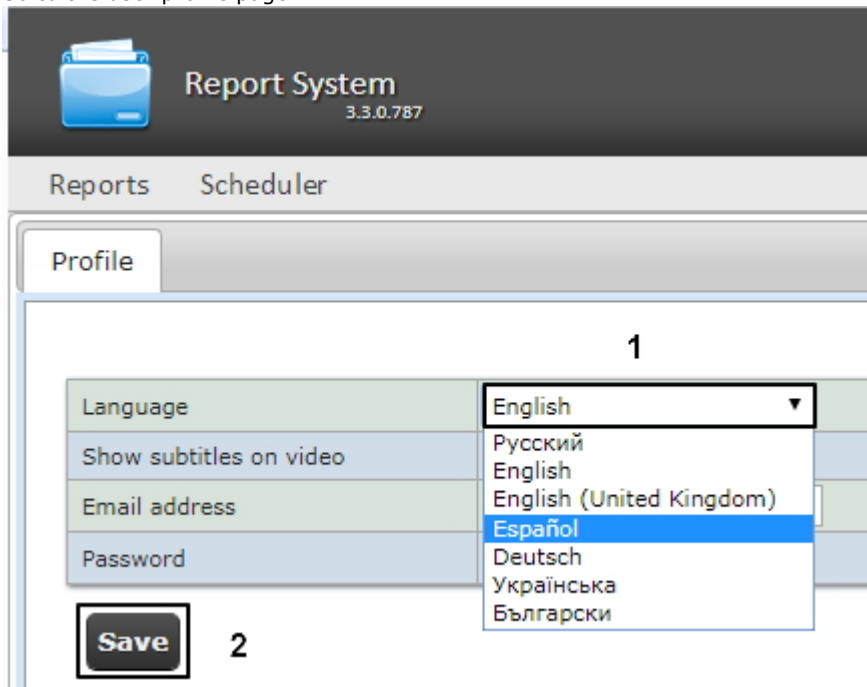 Report System
3.3.0.787
Reports Scheduler
Profile
1
Language English
Русский
Show subtitles on video
English
Email address English (United Kingdom)
Español
Password Deutsch
Українська
Български
Save 2